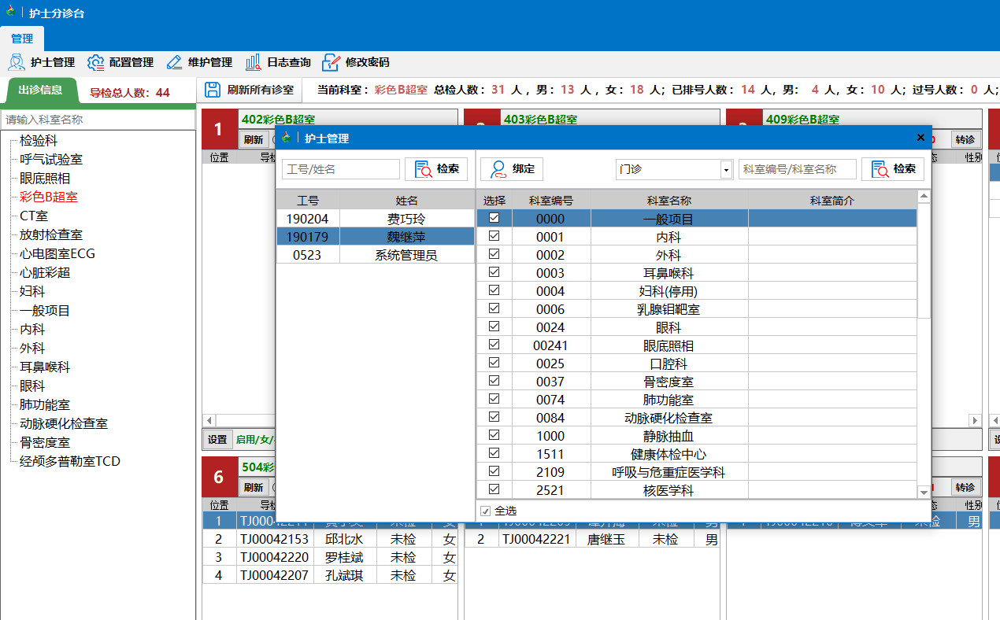 护士分诊台
管理
护士管理 配置管理 维护管理 日志查询 修改密码
出诊信息 导检总人数：44
刷新所有诊室 当前科室：彩色B超室 总检人数：31 人，男：13 人，女：18 人；已排号人数：14 人，男： 4 人，女：10 人；过号人数：0 人；
请输入科室名称
检验科
呼气试验室
眼底照相
彩色B超室
CT室
放射检查室
心电图室ECG
心脏彩超
妇科
一般项目
内科
外科
耳鼻喉科
眼科
肺功能室
动脉硬化检查室
骨密度室
经颅多普勒室TCD
1 402彩色B超室
刷新
位置
403彩色B超室
409彩色B超室
转诊
性别
护士管理
工号/姓名 检索 绑定 门诊 科室编号/科室名称 检索
工号 姓名
190204 费巧玲
190179 魏继萍
0523 系统管理员
选择 科室编号 科室名称 科室简介
0000 一般项目
0001 内科
0002 外科
0003 耳鼻喉科
0004 妇科(停用)
0006 乳腺钼靶室
0024 眼科
00241 眼底照相
0025 口腔科
0037 骨密度室
0074 肺功能室
0084 动脉硬化检查室
1000 静脉抽血
1511 健康体检中心
2109 呼吸与危重症医学科
2521 核医学科
全选
设置 启用/女/
6 504彩
刷新
转诊
位置
性别
1
男
2 TJ00042153 邱北水 未检 女
3 TJ00042220 罗桂斌 未检 女
4 TJ00042207 孔斌琪 未检 女
2 TJ00042221 唐继玉 未检 男